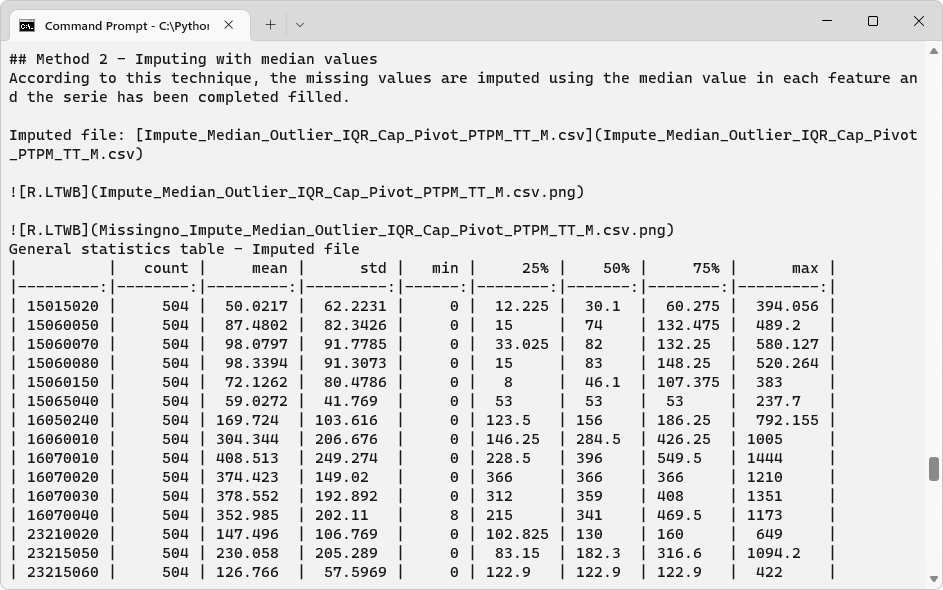 Command Prompt - C:\Python
## Method 2 - Imputing with median values
According to this technique, the missing values are imputed using the median value in each feature an
d the serie has been completed filled.
Imputed file: [Impute_Median_Outlier_IQR_Cap_Pivot_PTPM_TT_M.csv](Impute_Median_Outlier_IQR_Cap_Pivot
_PTPM_TT_M.csv)
![R.LTWB](Impute_Median_Outlier_IQR_Cap_Pivot_PTPM_TT_M.csv.png)
![R.LTWB](Missingno_Impute_Median_Outlier_IQR_Cap_Pivot_PTPM_TT_M.csv.png)
General statistics table - Imputed file
|          |   count |     mean |      std |   min |     25% |    50% |     75% |      max |
|---------:|--------:|---------:|---------:|------:|--------:|-------:|--------:|---------:|
| 15015020 |     504 |  50.0217 |  62.2231 |     0 |  12.225 |  30.1  |  60.275 |  394.056 |
| 15060050 |     504 |  87.4802 |  82.3426 |     0 |  15     |  74    | 132.475 |  489.2   |
| 15060070 |     504 |  98.0797 |  91.7785 |     0 |  33.025 |  82    | 132.25  |  580.127 |
| 15060080 |     504 |  98.3394 |  91.3073 |     0 |  15     |  83    | 148.25  |  520.264 |
| 15060150 |     504 |  72.1262 |  80.4786 |     0 |   8     |  46.1  | 107.375 |  383     |
| 15065040 |     504 |  59.0272 |  41.769  |     0 |  53     |  53    |  53     |  237.7   |
| 16050240 |     504 | 169.724  | 103.616  |     0 | 123.5   | 156    | 186.25  |  792.155 |
| 16060010 |     504 | 304.344  | 206.676  |     0 | 146.25  | 284.5  | 426.25  | 1005     |
| 16070010 |     504 | 408.513  | 249.274  |     0 | 228.5   | 396    | 549.5   | 1444     |
| 16070020 |     504 | 374.423  | 149.02   |     0 | 366     | 366    | 366     | 1210     |
| 16070030 |     504 | 378.552  | 192.892  |     0 | 312     | 359    | 408     | 1351     |
| 16070040 |     504 | 352.985  | 202.11   |     8 | 215     | 341    | 469.5   | 1173     |
| 23210020 |     504 | 147.496  | 106.769  |     0 | 102.825 | 130    | 160     |  649     |
| 23215050 |     504 | 230.058  | 205.289  |     0 |  83.15  | 182.3  | 316.6   | 1094.2   |
| 23215060 |     504 | 126.766  |  57.5969 |     0 | 122.9   | 122.9  | 122.9   |  422     |